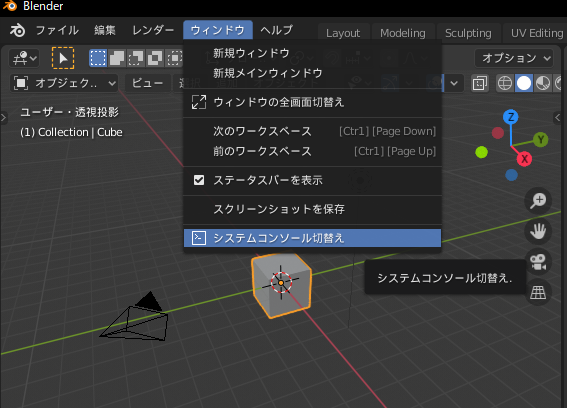 Blender
ファイル 編集 レンダー ウィンドウ ヘルプ Layout Modeling Sculpting UV Editing
オプション
オブジェク.. ビュー
新規ウィンドウ
新規メインウィンドウ
ウィンドウの全画面切替え
次のワークスペース [Ctrl] [Page Down]
前のワークスペース [Ctrl] [Page Up]
ステータスバーを表示
スクリーンショットを保存
システムコンソール切替え
システムコンソール切替え.
ユーザー・透視投影
(1) Collection | Cube
Z
Y
X